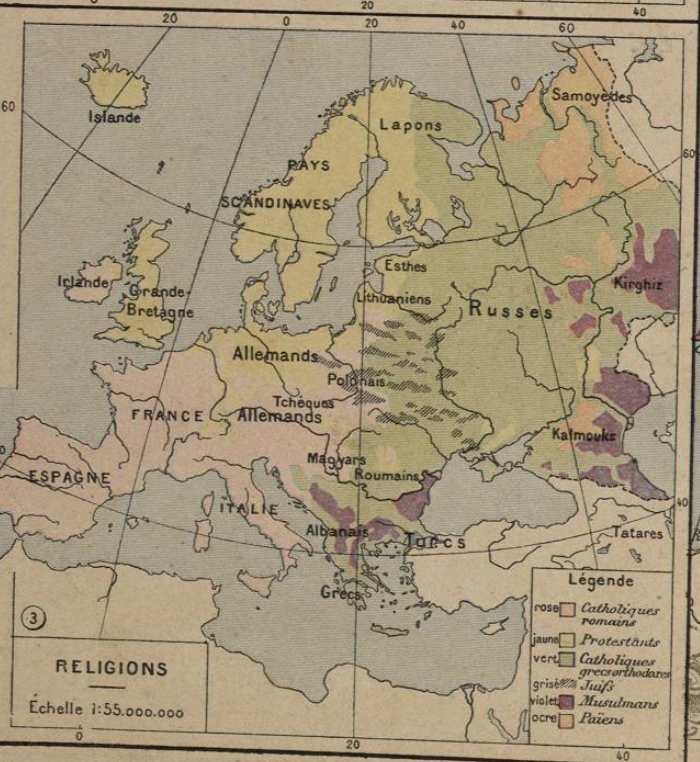 40
20
0
20
40
60
60
60
Islande
Samoyèdes
Lapons
PAYS
SCANDINAVES
Irlande
Grande-
Bretagne
Esthes
Lithuaniens
Kirghiz
Russes
Allemands
Polonais
Tchèques
FRANCE
Allemands
Kalmouks
Magyars
ESPAGNE
Roumains
40
ITALIE
Albanais
Turcs
Tatares
Grecs
3
RELIGIONS
Échelle 1:55.000.000
Légende
rose Catholiques
romains
jaune Protestants
vert Catholiques
grecs orthodoxes
grisé Juifs
violet Musulmans
ocre Païens
0
20
40